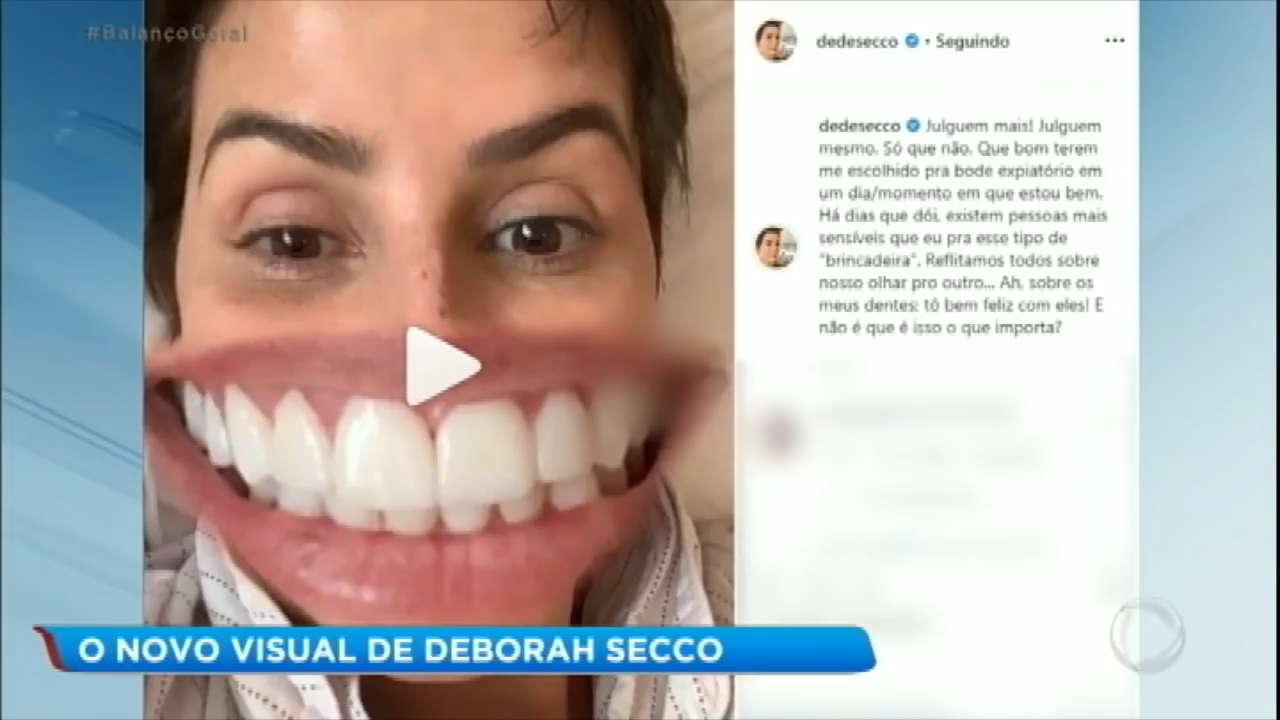 #BalançoGeral
dedesecco • Seguindo
dedesecco Julguem mais! Julguem
mesmo. Só que não. Que bom terem
me escolhido pra bode expiatório em
um dia/momento em que estou bem.
Há dias que dói, existem pessoas mais
sensíveis que eu pra esse tipo de
"brincadeira". Reflitamos todos sobre
nosso olhar pro outro... Ah, sobre os
meus dentes: tô bem feliz com eles! E
não é que é isso o que importa?
O NOVO VISUAL DE DEBORAH SECCO